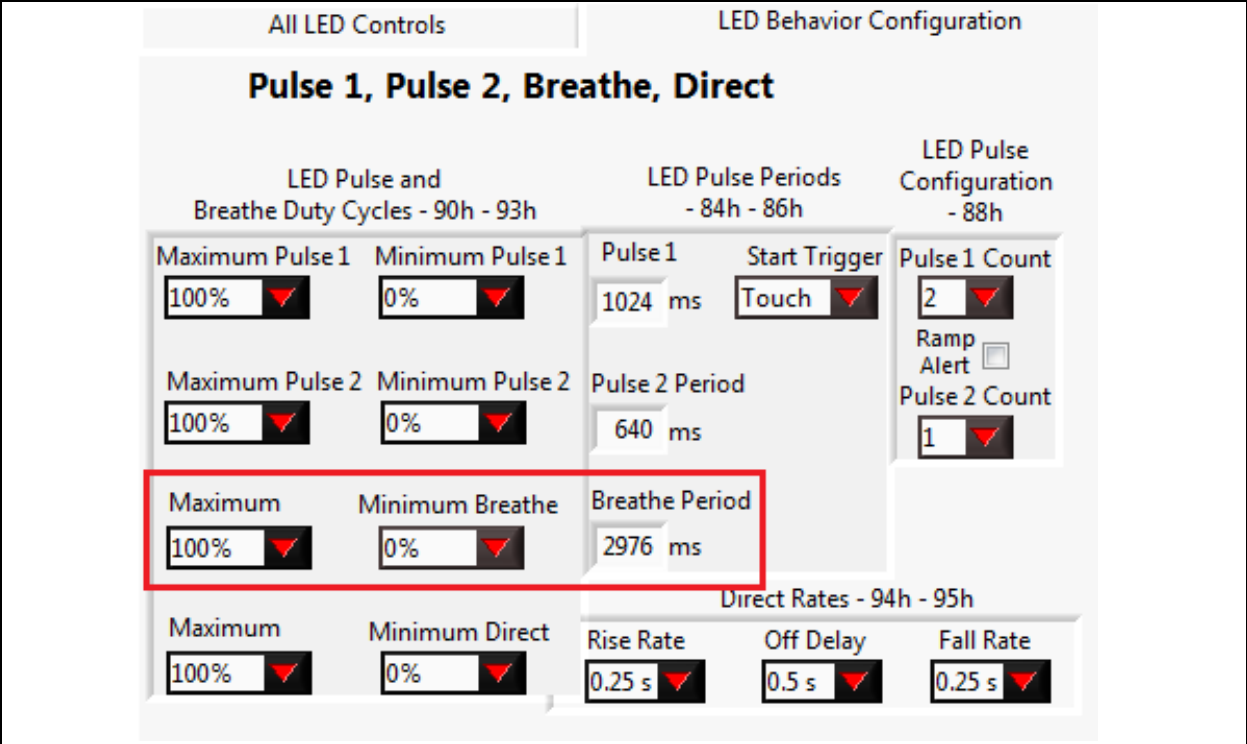 All LED Controls
LED Behavior Configuration
Pulse 1, Pulse 2, Breathe, Direct
LED Pulse and
Breathe Duty Cycles - 90h - 93h
LED Pulse Periods
- 84h - 86h
LED Pulse
Configuration
- 88h
Maximum Pulse 1
Minimum Pulse 1
100%
0%
Pulse 1
1024 ms
Start Trigger
Touch
Pulse 1 Count
2
Ramp
Alert
Maximum Pulse 2
Minimum Pulse 2
100%
0%
Pulse 2 Period
640 ms
Pulse 2 Count
1
Maximum
Minimum Breathe
100%
0%
Breathe Period
2976 ms
Maximum
Minimum Direct
100%
0%
Direct Rates - 94h - 95h
Rise Rate
Off Delay
Fall Rate
0.25 s
0.5 s
0.25 s